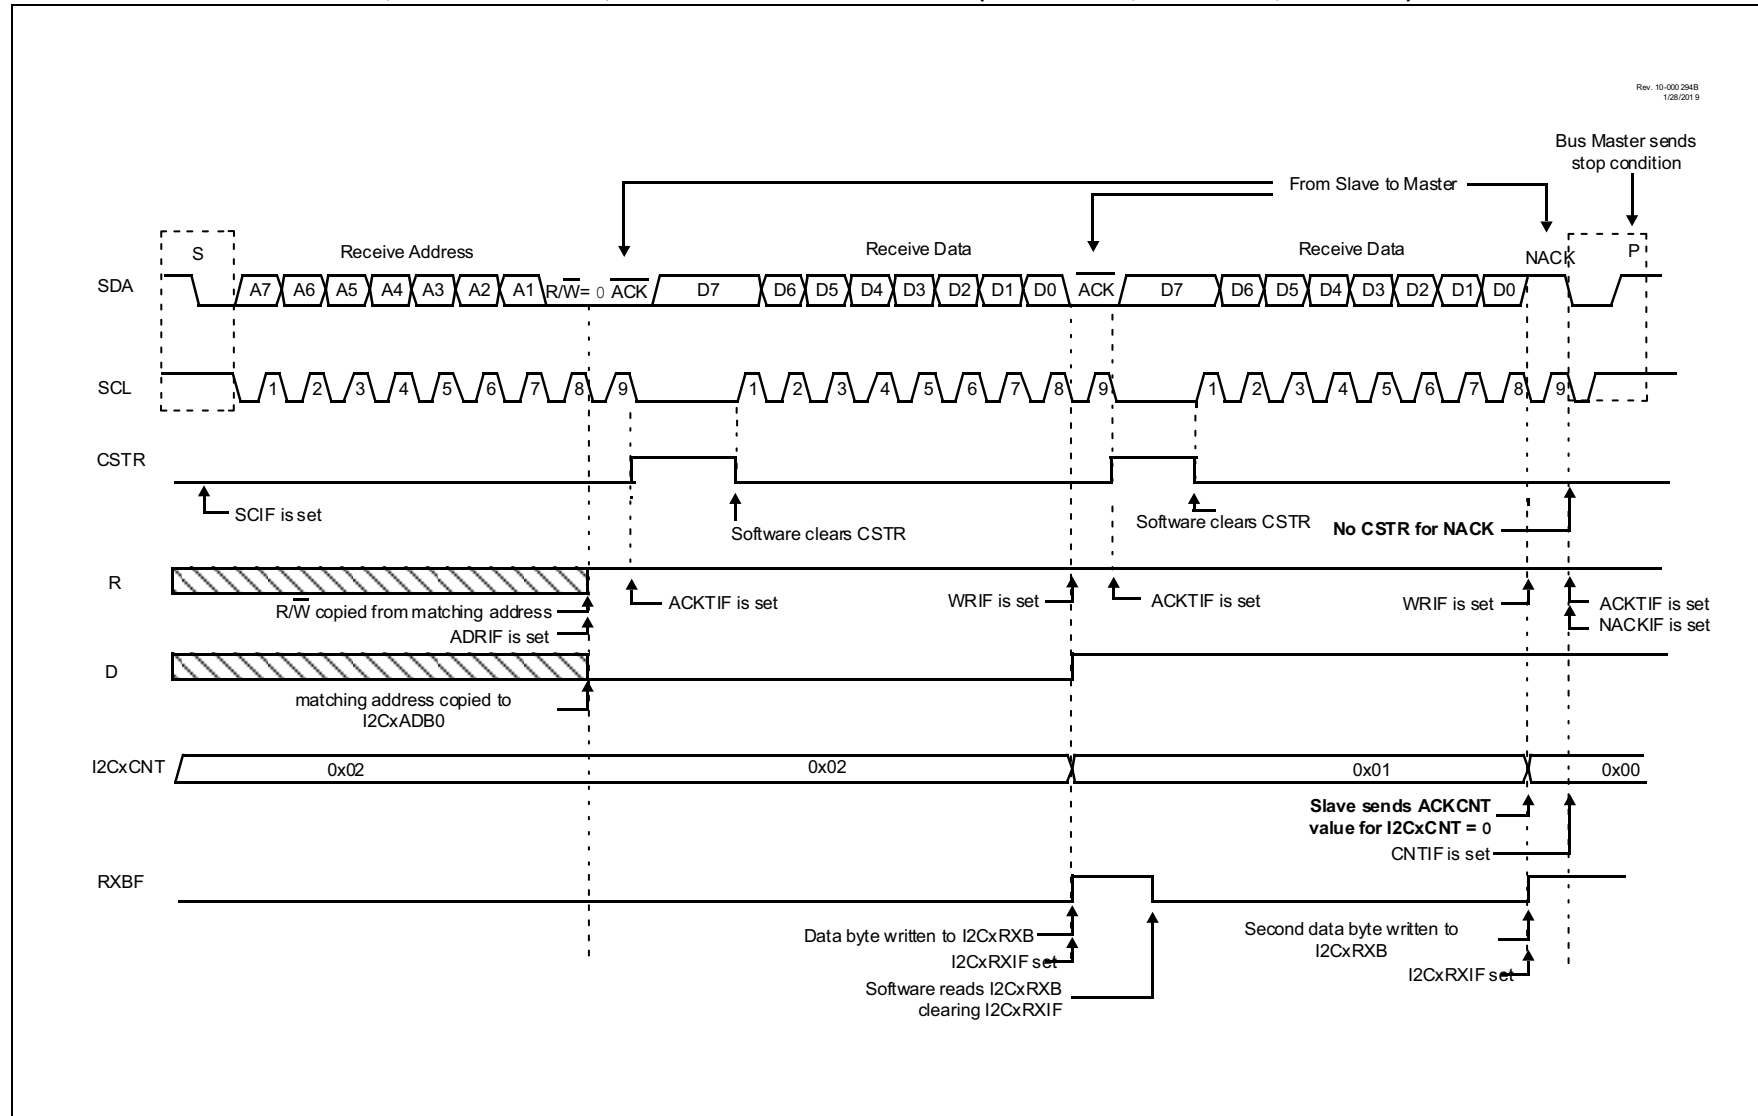 Rev. 10-000 294B
1/28/201 9
Bus Master sends
stop condition
From Slave to Master
S
Receive Address
Receive Data
Receive Data
NACK
P
SDA
A7 A6 A5 A4 A3 A2 A1 R/W= 0 ACK D7 D6 D5 D4 D3 D2 D1 D0 ACK D7 D6 D5 D4 D3 D2 D1 D0
SCL
1 2 3 4 5 6 7 8 9 1 2 3 4 5 6 7 8 9 1 2 3 4 5 6 7 8 9
CSTR
SCIF is set
Software clears CSTR
Software clears CSTR
No CSTR for NACK
R
R/W copied from matching address
ADRIF is set
ACKTIF is set
WRIF is set
ACKTIF is set
WRIF is set
ACKTIF is set
NACKIF is set
D
matching address copied to
I2CxADB0
I2CxCNT
0x02
0x02
0x01
0x00
Slave sends ACKCNT
value for I2CxCNT = 0
CNTIF is set
RXBF
Data byte written to I2CxRXB
I2CxRXIF set
Software reads I2CxRXB
clearing I2CxRXIF
Second data byte written to
I2CxRXB
I2CxRXIF set